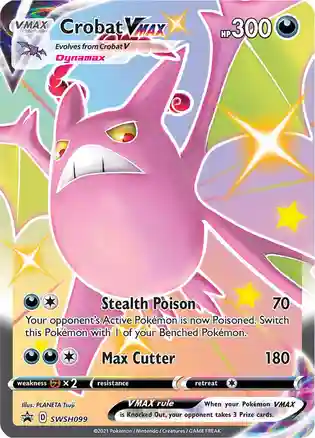 VMAX
Crobat VMAX
HP 300
Evolves from Crobat V
Dynamax
Stealth Poison 70
Your opponent's Active Pokémon is now Poisoned. Switch
this Pokémon with 1 of your Benched Pokémon.
Max Cutter 180
weakness ×2 resistance retreat
VMAX rule
When your Pokémon VMAX
is Knocked Out, your opponent takes 3 Prize cards.
Illus. PLANETA Tsuji
D SWSH099
©2021 Pokémon / Nintendo / Creatures / GAME FREAK